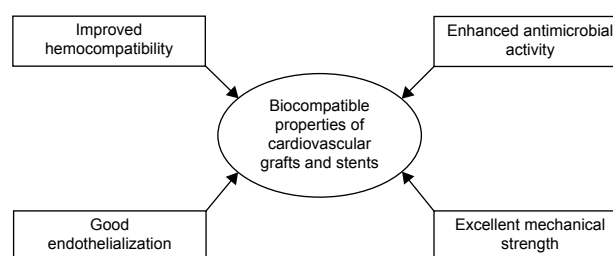 Improved
hemocompatibility
Enhanced antimicrobial
activity
Biocompatible
properties of
cardiovascular
grafts and stents
Good
endothelialization
Excellent mechanical
strength